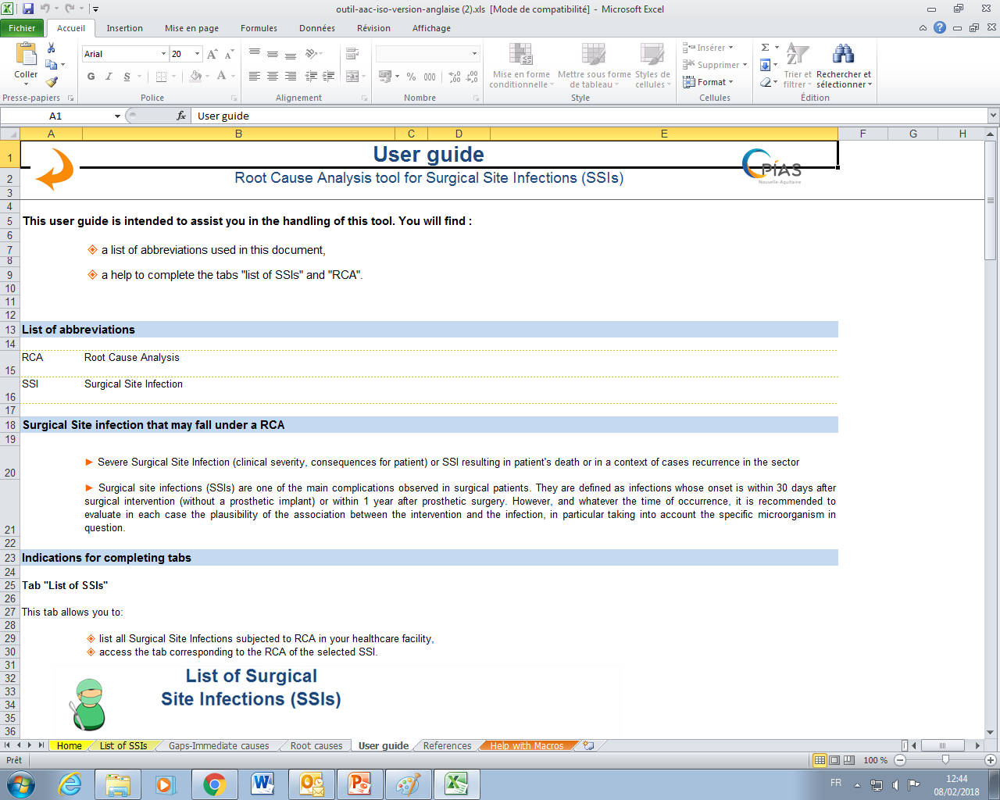 outil-aac-iso-version-anglaise (2).xls  [Mode de compatibilité]  -  Microsoft Excel
Fichier Accueil Insertion Mise en page Formules Données Révision Affichage
Arial 20
Coller
G I S
Presse-papiers Police Alignement
% 000
Nombre
Mise en forme conditionnelle
Mettre sous forme de tableau
Styles de cellules
Style
Insérer
Supprimer
Format
Cellules
Σ
Trier et filtrer
Rechercher et sélectionner
Édition
A1 fx User guide
A B C D E F G H
1 User guide
CPIAS
Nouvelle-Aquitaine
2 Root Cause Analysis tool for Surgical Site Infections (SSIs)
3
4
5 This user guide is intended to assist you in the handling of this tool. You will find :
6
7 a list of abbreviations used in this document,
8
9 a help to complete the tabs "list of SSIs" and "RCA".
10
11
12
13 List of abbreviations
14
15 RCA Root Cause Analysis
16 SSI Surgical Site Infection
17
18 Surgical Site infection that may fall under a RCA
19
20 ► Severe Surgical Site Infection (clinical severity, consequences for patient) or SSI resulting in patient's death or in a context of cases recurrence in the sector
► Surgical site infections (SSIs) are one of the main complications observed in surgical patients. They are defined as infections whose onset is within 30 days after
surgical intervention (without a prosthetic implant) or within 1 year after prosthetic surgery. However, and whatever the time of occurrence, it is recommended to
evaluate in each case the plausibility of the association between the intervention and the infection, in particular taking into account the specific microorganism in
21 question.
22
23 Indications for completing tabs
24
25 Tab "List of SSIs"
26
27 This tab allows you to:
28
29 list all Surgical Site Infections subjected to RCA in your healthcare facility,
30 access the tab corresponding to the RCA of the selected SSI.
31
32 List of Surgical
33
34 Site Infections (SSIs)
35
36
Home List of SSIs Gaps-Immediate causes Root causes User guide References Help with Macros
Prêt 100 %
FR 12:44
08/02/2018